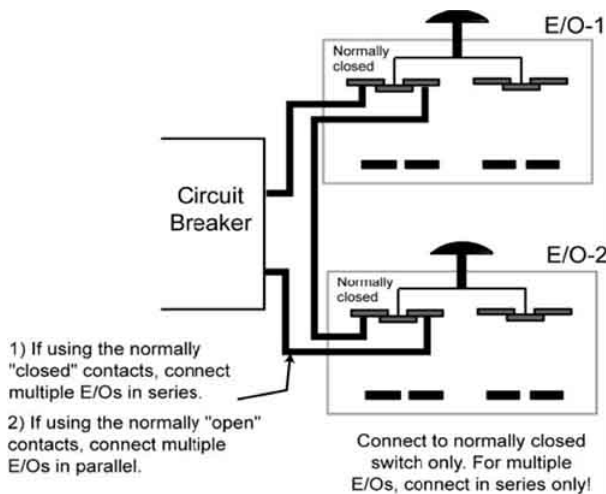 E/O-1
Normally
closed
Circuit
Breaker
E/O-2
Normally
closed
1) If using the normally
"closed" contacts, connect
multiple E/Os in series.
2) If using the normally "open"
contacts, connect multiple
E/Os in parallel.
Connect to normally closed
switch only. For multiple
E/Os, connect in series only!